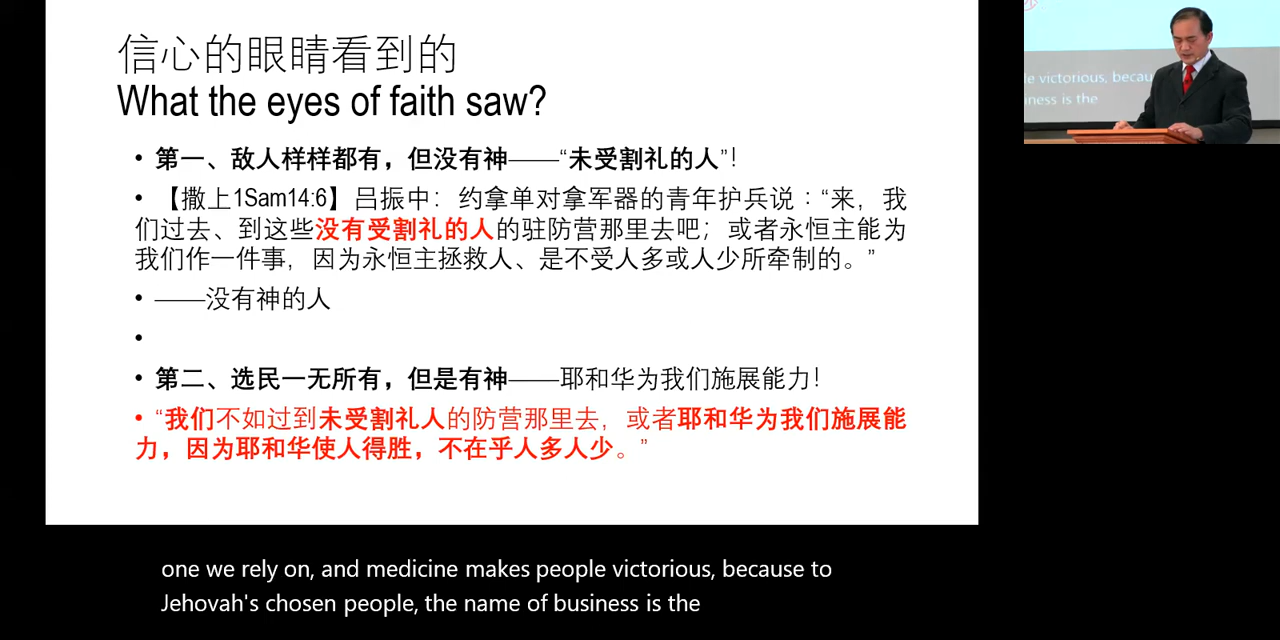 信心的眼睛看到的
What the eyes of faith saw?
• 第一、敌人样样都有，但没有神——“未受割礼的人”！
• 【撒上1Sam14:6】吕振中：约拿单对拿军器的青年护兵说：“来，我
们过去、到这些没有受割礼的人的驻防营那里去吧；或者永恒主能为
我们作一件事，因为永恒主拯救人、是不受人多或人少所牵制的。”
• ——没有神的人
•
• 第二、选民一无所有，但是有神——耶和华为我们施展能力！
• “我们不如过到未受割礼人的防营那里去，或者耶和华为我们施展能
力，因为耶和华使人得胜，不在乎人多人少。”
le victorious, becau
iness is the
one we rely on, and medicine makes people victorious, because to
Jehovah's chosen people, the name of business is the